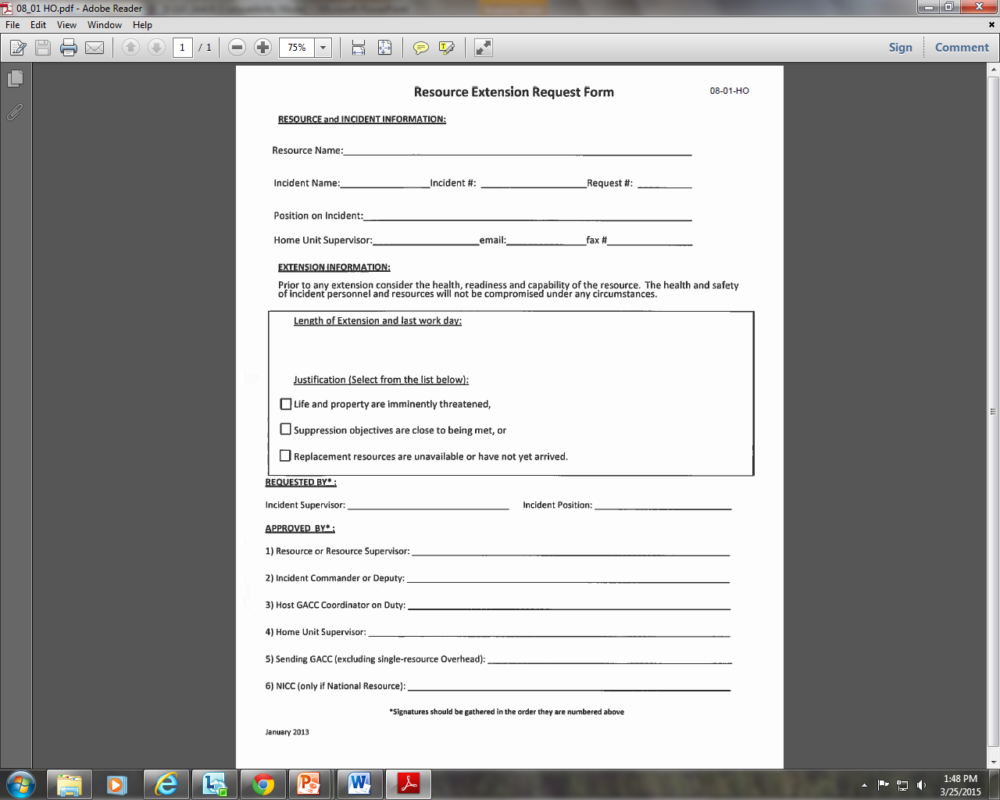 08_01 HO.pdf - Adobe Reader
File Edit View Window Help
1 / 1 75% Sign Comment
Resource Extension Request Form 08-01-HO
RESOURCE and INCIDENT INFORMATION:
Resource Name:
Incident Name: Incident #: Request #:
Position on Incident:
Home Unit Supervisor: email: fax #
EXTENSION INFORMATION:
Prior to any extension consider the health, readiness and capability of the resource. The health and safety
of incident personnel and resources will not be compromised under any circumstances.
Length of Extension and last work day:
Justification (Select from the list below):
Life and property are imminently threatened,
Suppression objectives are close to being met, or
Replacement resources are unavailable or have not yet arrived.
REQUESTED BY* :
Incident Supervisor: Incident Position:
APPROVED BY* :
1) Resource or Resource Supervisor:
2) Incident Commander or Deputy:
3) Host GACC Coordinator on Duty:
4) Home Unit Supervisor:
5) Sending GACC (excluding single-resource Overhead):
6) NICC (only if National Resource):
*Signatures should be gathered in the order they are numbered above
January 2013
1:48 PM
3/25/2015